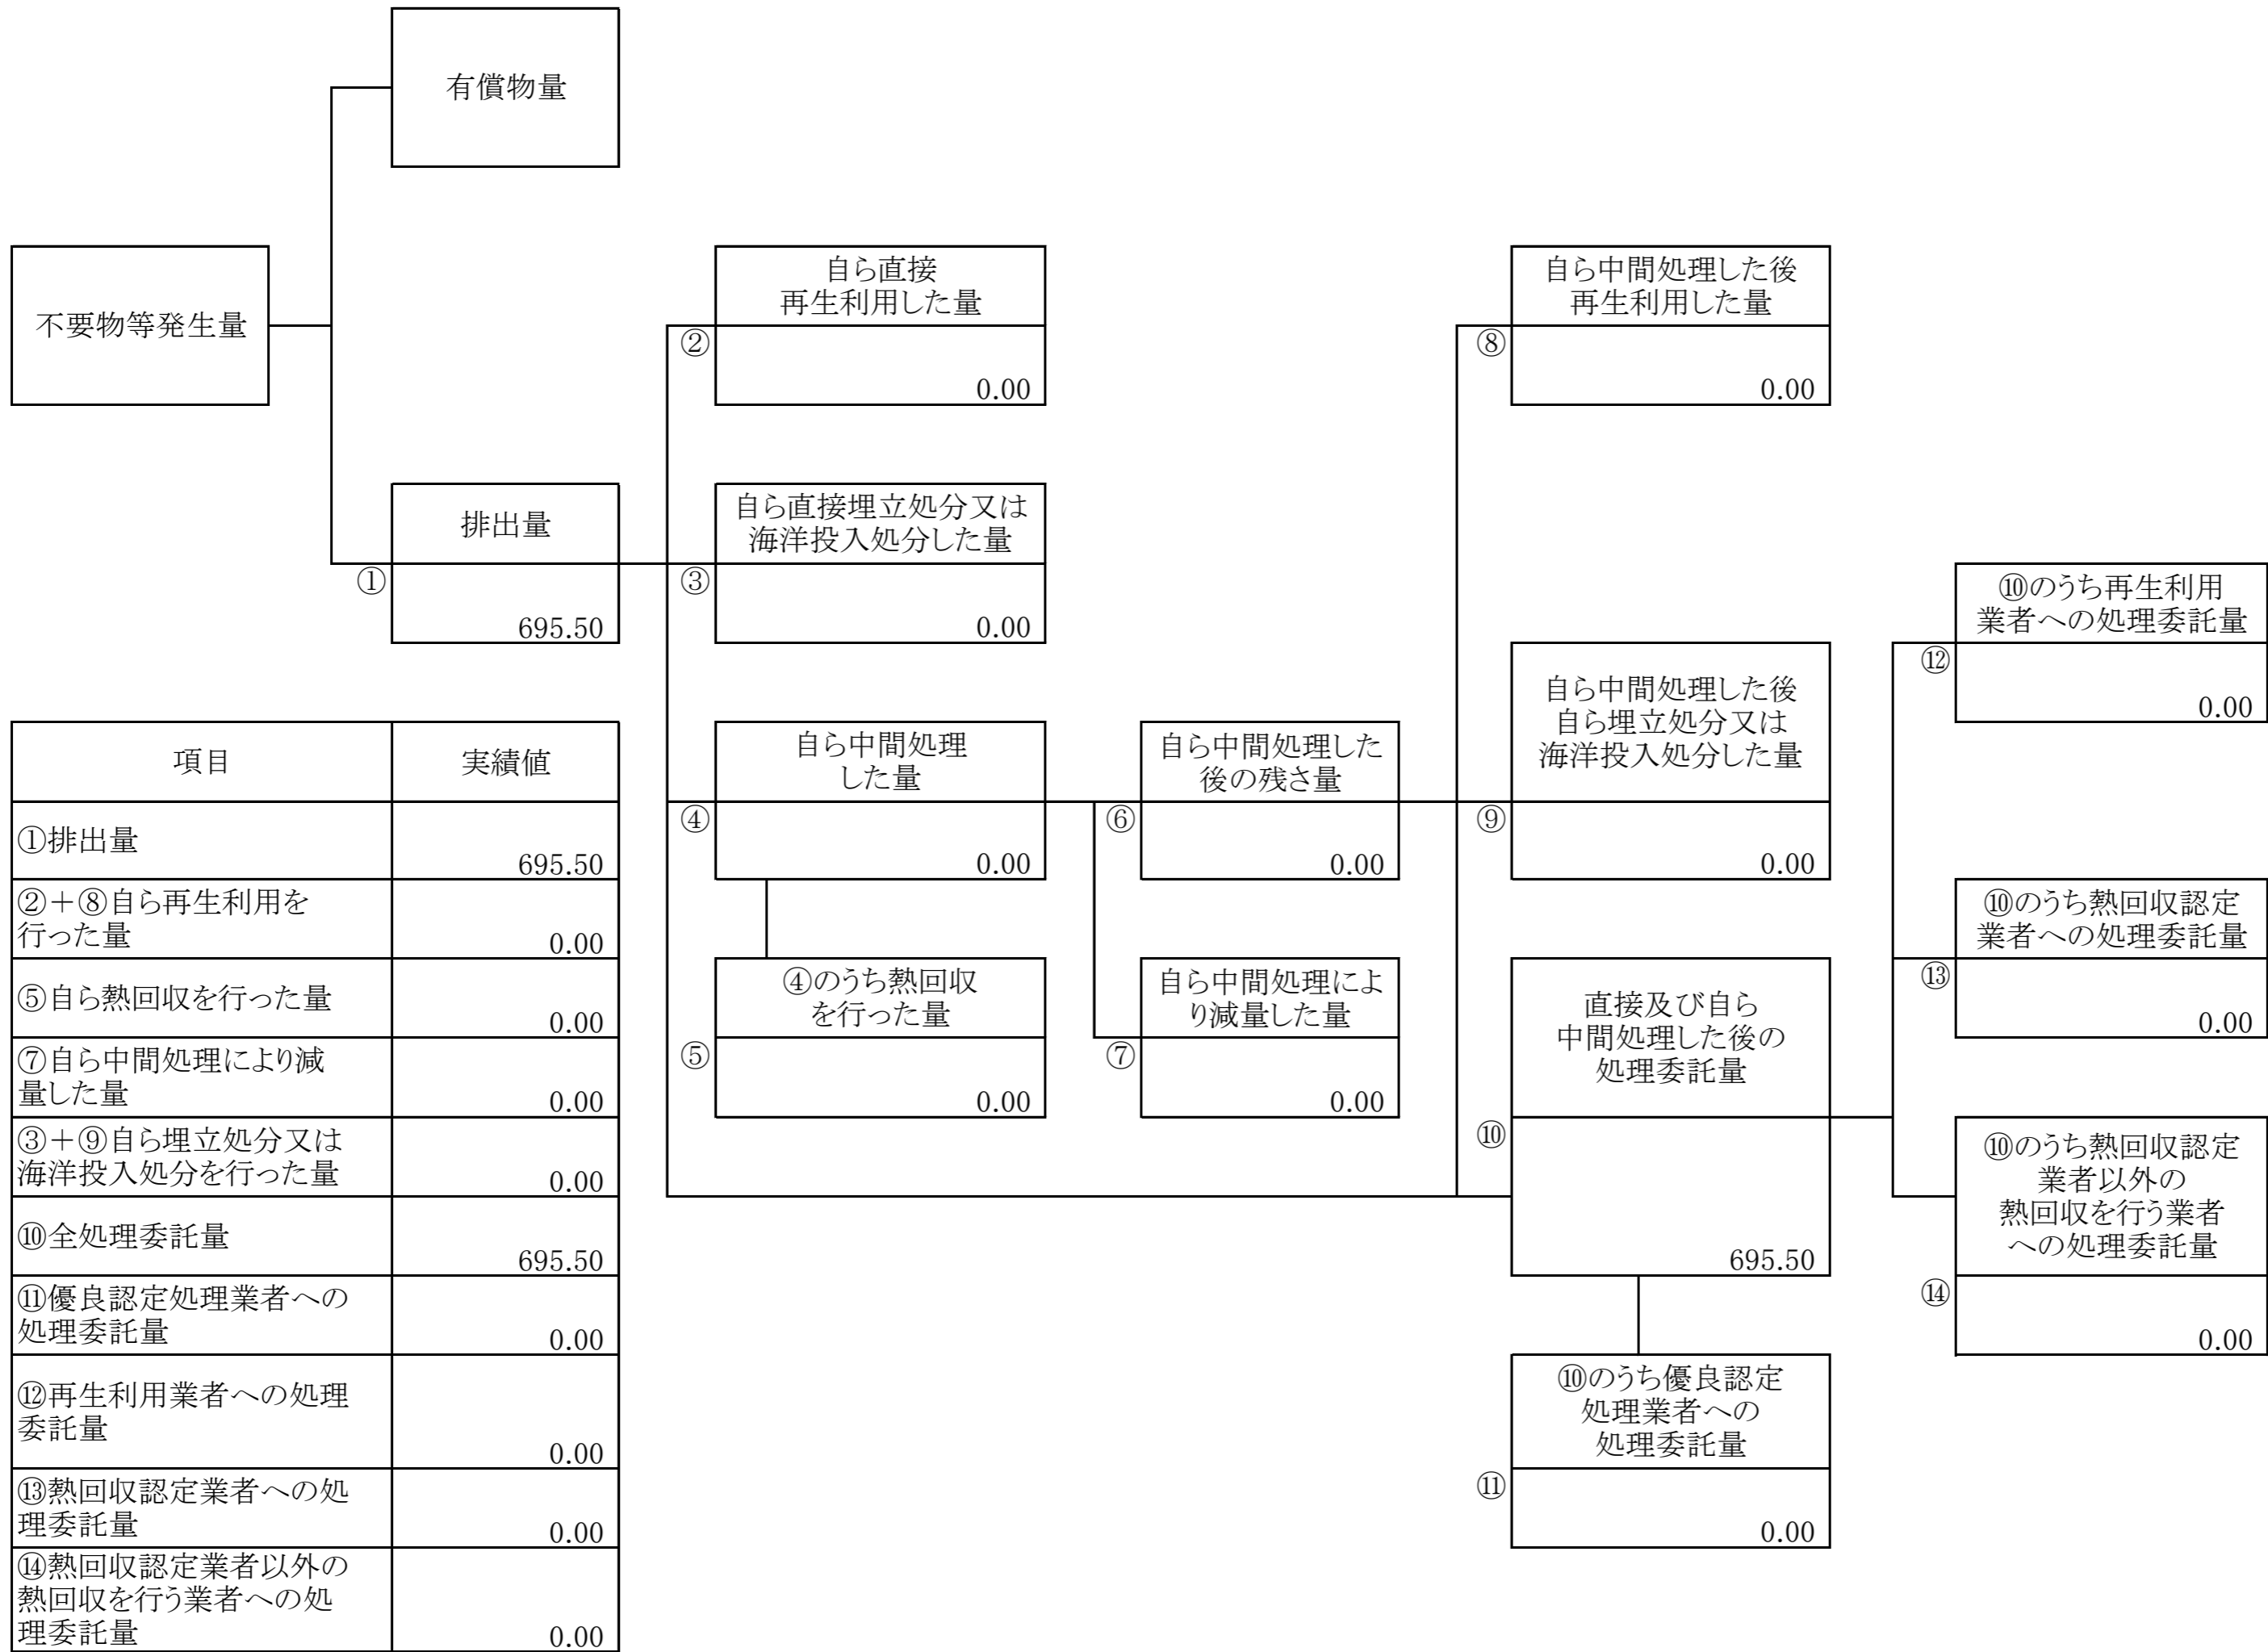 有償物量
不要物等発生量
自ら直接
再生利用した量
②
0.00
自ら中間処理した後
再生利用した量
⑧
0.00
排出量
①
695.50
自ら直接埋立処分又は
海洋投入処分した量
③
0.00
⑩のうち再生利用
業者への処理委託量
⑫
0.00
自ら中間処理
した量
④
0.00
自ら中間処理した
後の残さ量
⑥
0.00
自ら中間処理した後
自ら埋立処分又は
海洋投入処分した量
⑨
0.00
④のうち熱回収
を行った量
⑤
0.00
自ら中間処理によ
り減量した量
⑦
0.00
直接及び自ら
中間処理した後の
処理委託量
⑩
695.50
⑩のうち熱回収認定
業者への処理委託量
⑬
0.00
⑩のうち熱回収認定
業者以外の
熱回収を行う業者
への処理委託量
⑭
0.00
⑩のうち優良認定
処理業者への
処理委託量
⑪
0.00
項目 実績値
①排出量
695.50
②+⑧自ら再生利用を
行った量
0.00
⑤自ら熱回収を行った量
0.00
⑦自ら中間処理により減
量した量
0.00
③+⑨自ら埋立処分又は
海洋投入処分を行った量
0.00
⑩全処理委託量
695.50
⑪優良認定処理業者への
処理委託量
0.00
⑫再生利用業者への処理
委託量
0.00
⑬熱回収認定業者への処
理委託量
0.00
⑭熱回収認定業者以外の
熱回収を行う業者への処
理委託量
0.00